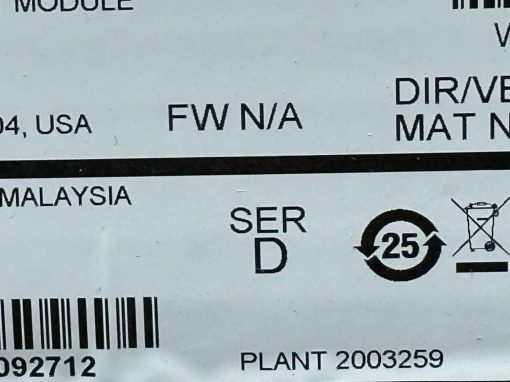 MODULE
V
04, USA
FW N/A
DIR/VE
MAT N
MALAYSIA
SER
D
25
092712
PLANT 2003259